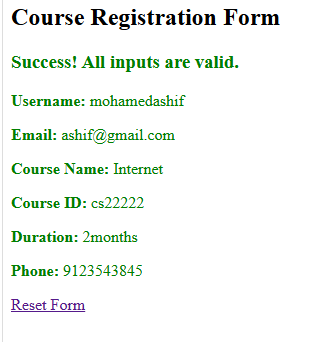 Course Registration Form
Success! All inputs are valid.
Username: mohamedashif
Email: ashif@gmail.com
Course Name: Internet
Course ID: cs22222
Duration: 2months
Phone: 9123543845
Reset Form